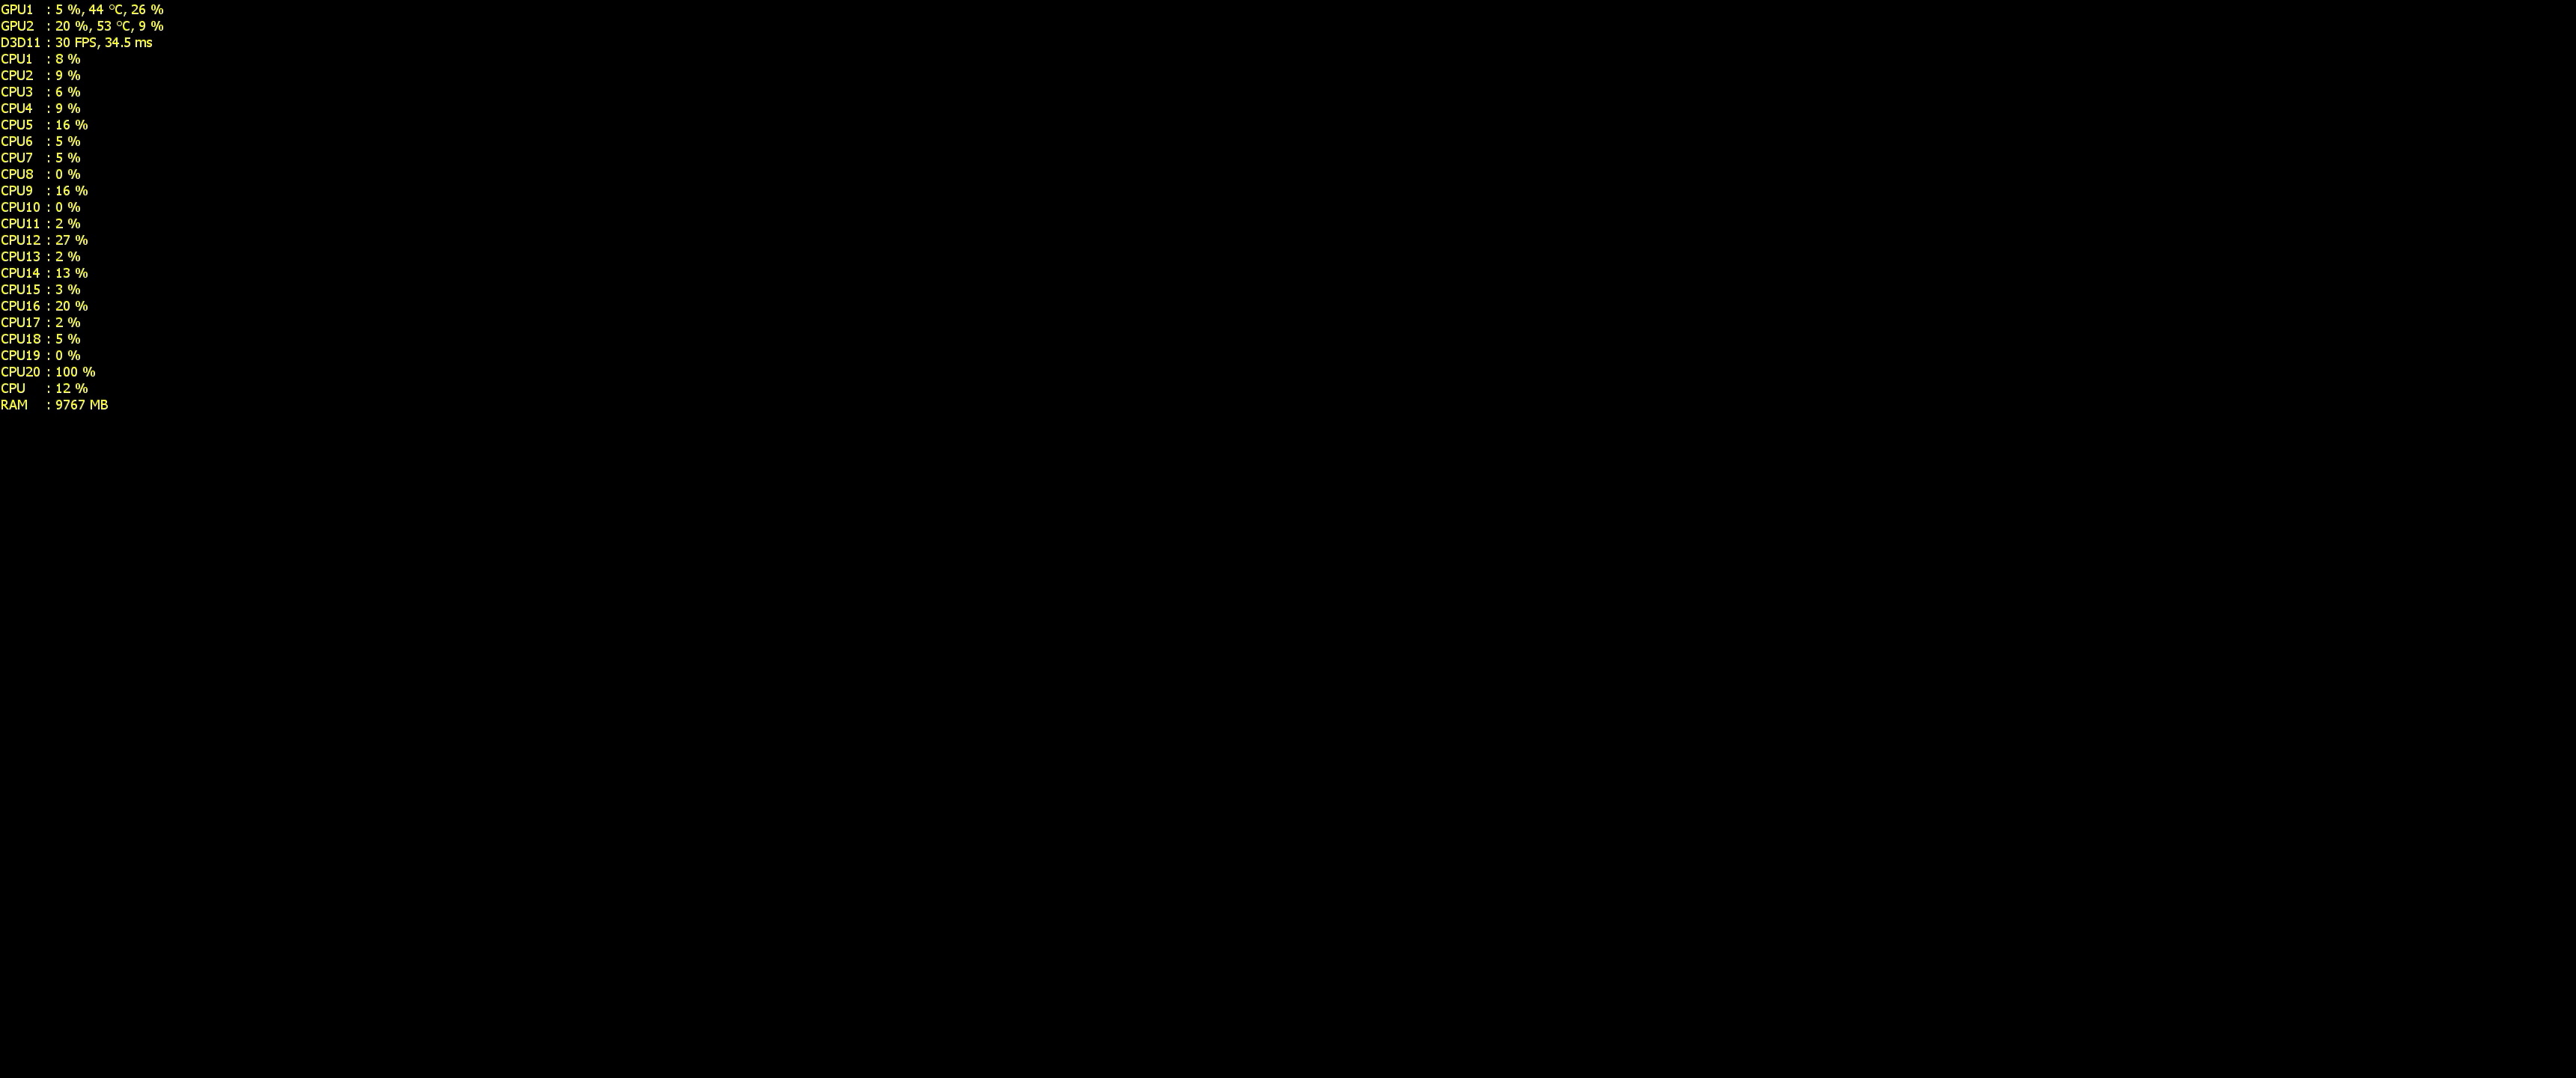 GPU1 : 5 %, 44 °C, 26 %
GPU2 : 20 %, 53 °C, 9 %
D3D11 : 30 FPS, 34.5 ms
CPU1 : 8 %
CPU2 : 9 %
CPU3 : 6 %
CPU4 : 9 %
CPU5 : 16 %
CPU6 : 5 %
CPU7 : 5 %
CPU8 : 0 %
CPU9 : 16 %
CPU10 : 0 %
CPU11 : 2 %
CPU12 : 27 %
CPU13 : 2 %
CPU14 : 13 %
CPU15 : 3 %
CPU16 : 20 %
CPU17 : 2 %
CPU18 : 5 %
CPU19 : 0 %
CPU20 : 100 %
CPU : 12 %
RAM : 9767 MB